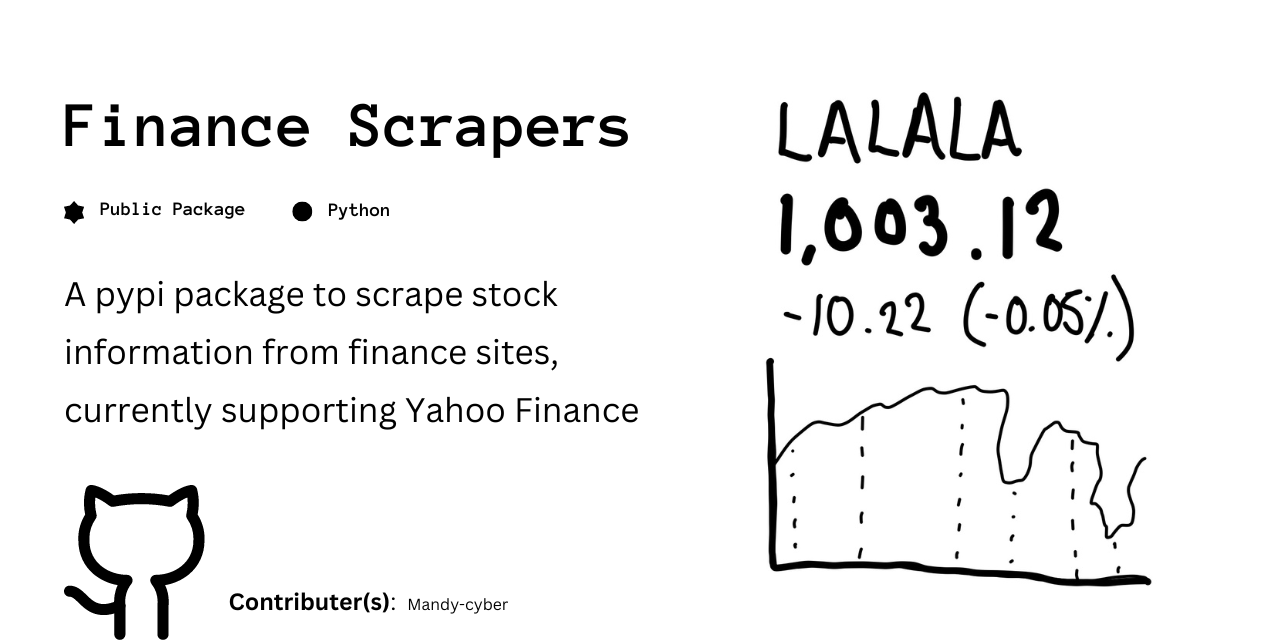 Finance Scrapers
Public Package
Python
A pypi package to scrape stock
information from finance sites,
currently supporting Yahoo Finance
Contributer(s): Mandy-cyber
LALALA
1,003.12
-10.22 (-0.05%)